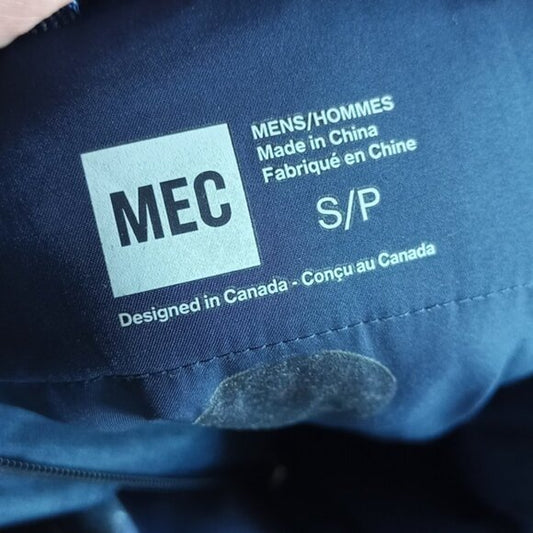 MEC
MENS/HOMMES
Made in China
Fabriqué en Chine
S/P
Designed in Canada - Conçu au Canada